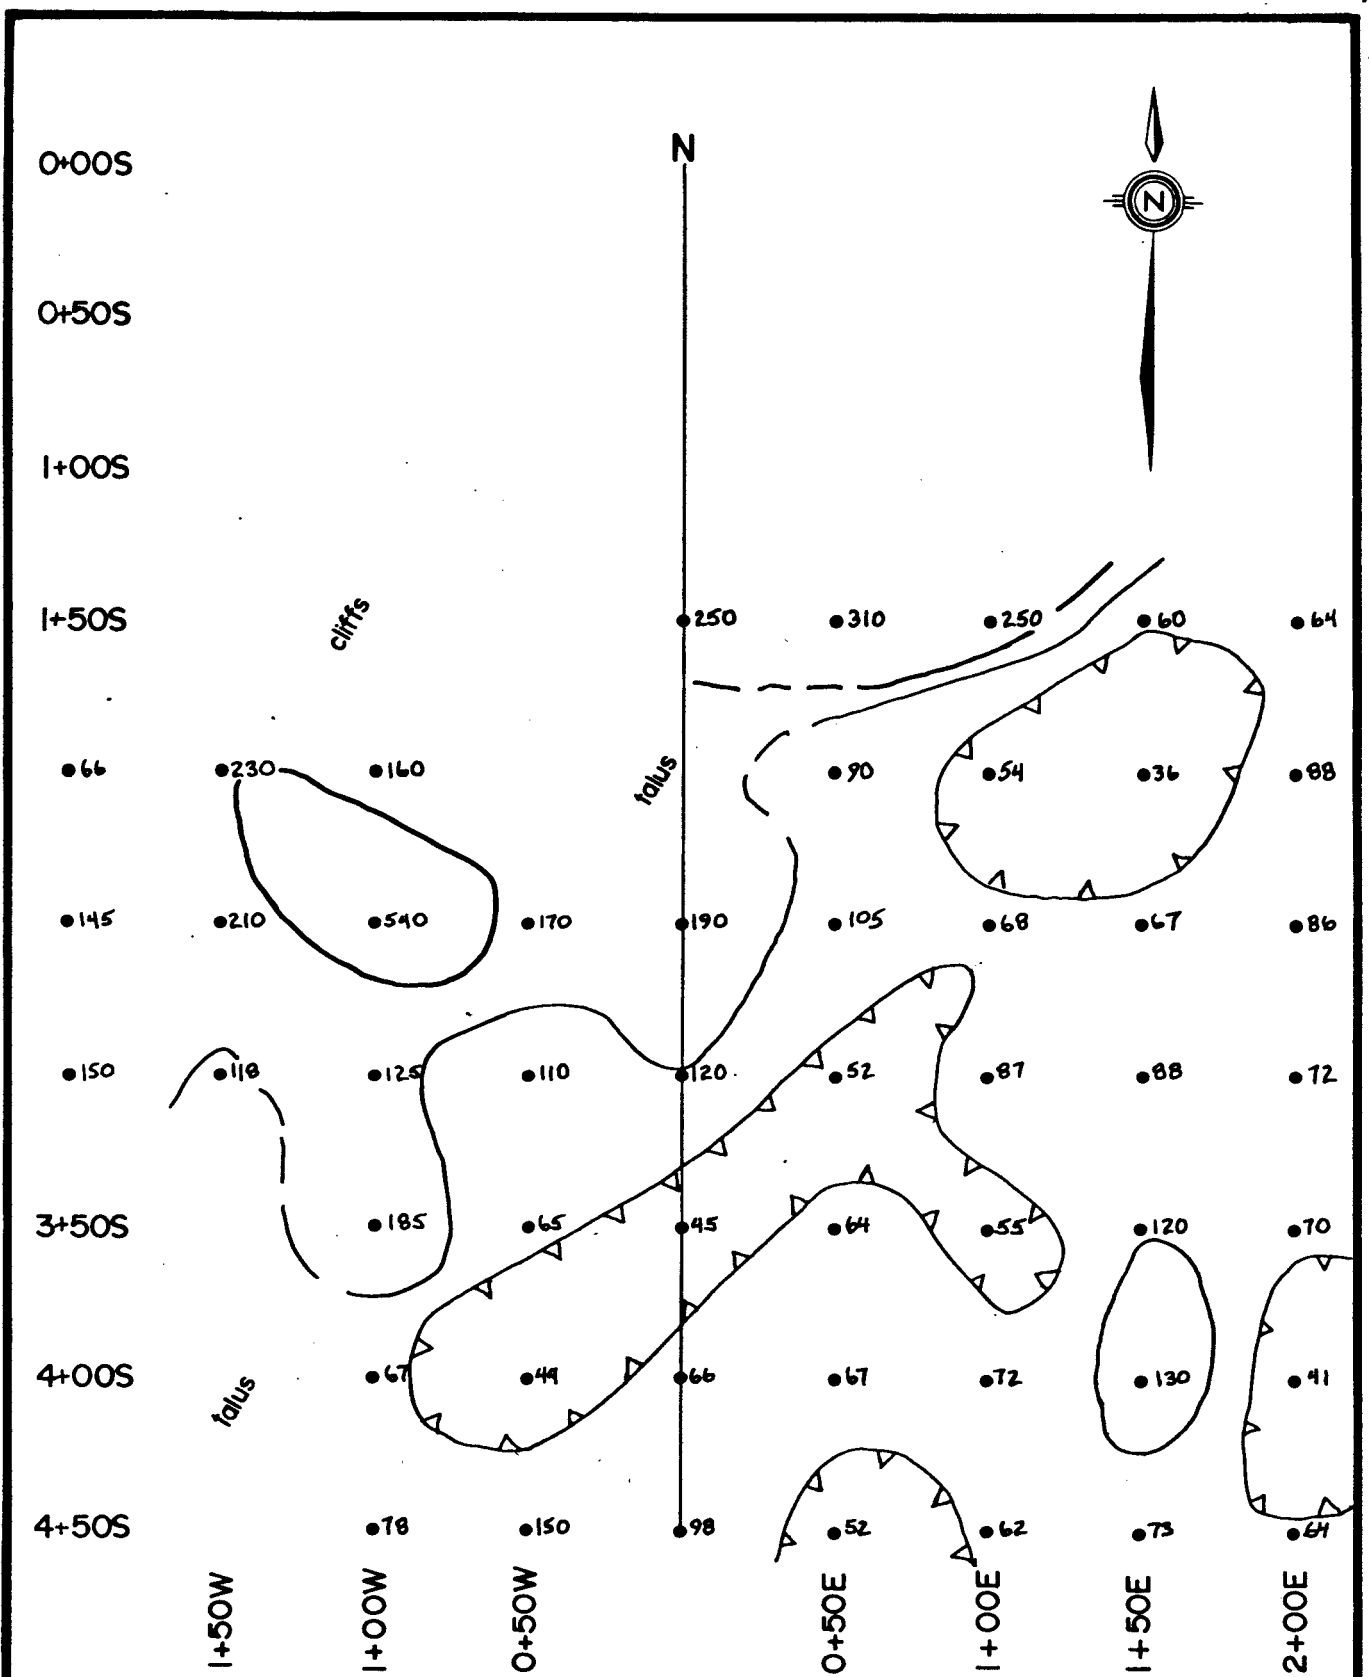 N
0+00S
N
0+50S
1+00S
1+50S
cliffs
250 310 250 60 64
66 230 160 talus 90 54 36 88
145 210 540 170 190 105 68 67 86
150 118 125 110 120 52 87 88 72
3+50S 185 65 45 64 55 120 70
4+00S talus 67 49 66 67 72 130 41
4+50S 78 150 98 52 62 73 64
1+50W 1+00W 0+50W 0+50E 1+00E 1+50E 2+00E